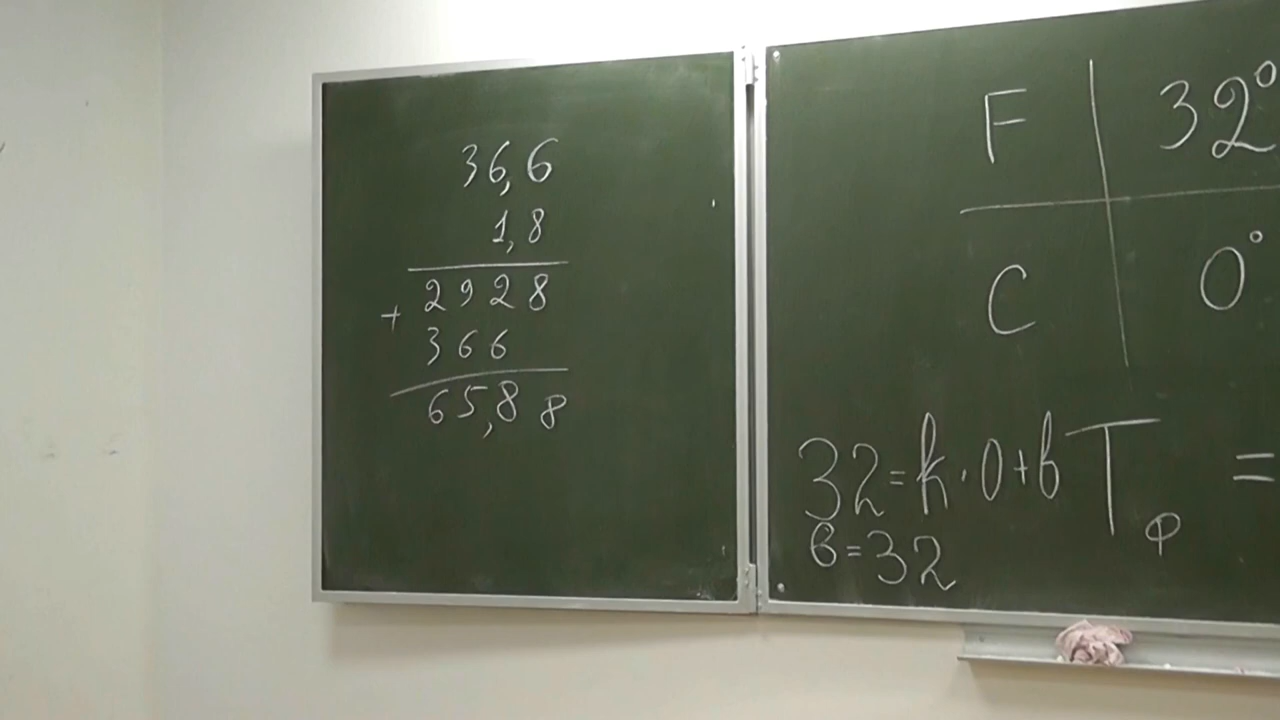 36,6
1,8
2928
+
366
65,88
F 32°
C 0°
32=k·0+b
в=32
T ф =